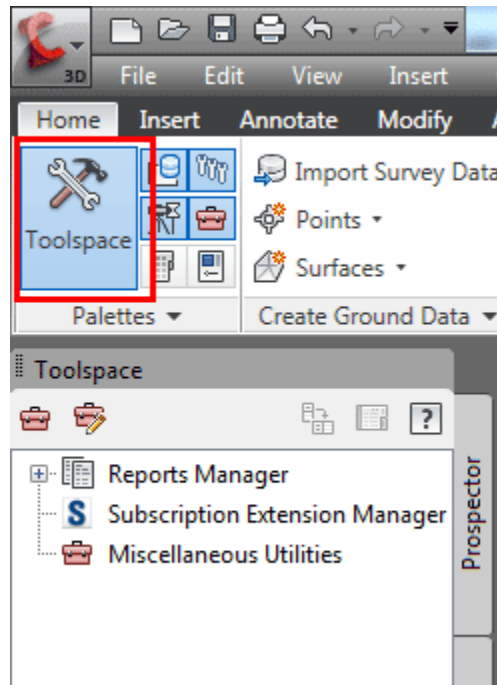 3D
File Edit View Insert
Home Insert Annotate Modify
Toolspace
Import Survey Data
Points
Surfaces
Palettes
Create Ground Data
Toolspace
?
Reports Manager
S Subscription Extension Manager
Miscellaneous Utilities
Prospector